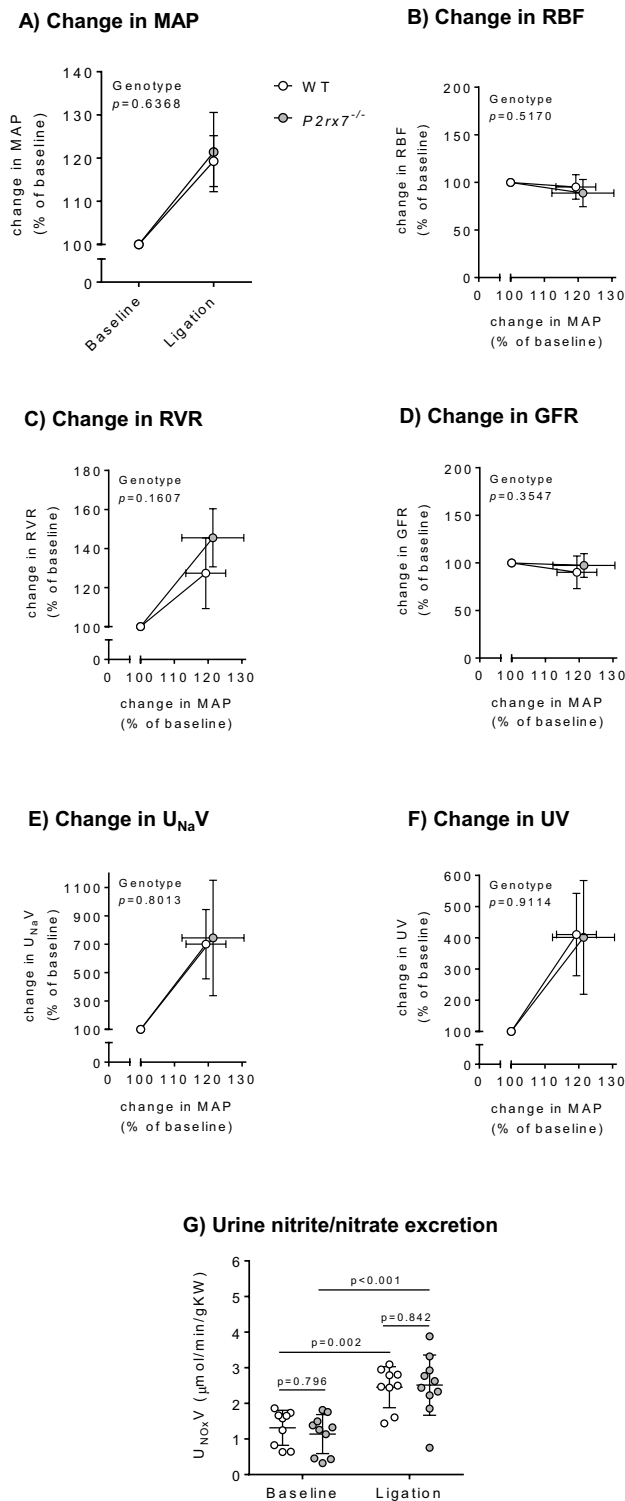 A) Change in MAP
140
130
120
110
100
0
change in MAP
(% of baseline)
Genotype
p=0.6368
Baseline
Ligation
WT
P2rx7-/-
B) Change in RBF
200
150
100
50
0
change in RBF
(% of baseline)
Genotype
p=0.5170
0 100 110 120 130
change in MAP
(% of baseline)
C) Change in RVR
180
160
140
120
100
0
change in RVR
(% of baseline)
Genotype
p=0.1607
0 100 110 120 130
change in MAP
(% of baseline)
D) Change in GFR
200
150
100
50
0
change in GFR
(% of baseline)
Genotype
p=0.3547
0 100 110 120 130
change in MAP
(% of baseline)
E) Change in UNaV
1100
900
700
500
300
100
0
change in UNaV
(% of baseline)
Genotype
p=0.8013
0 100 110 120 130
change in MAP
(% of baseline)
F) Change in UV
600
500
400
300
200
100
0
change in UV
(% of baseline)
Genotype
p=0.9114
0 100 110 120 130
change in MAP
(% of baseline)
G) Urine nitrite/nitrate excretion
6
5
4
3
2
1
0
UNOxV (μmol/min/gKW)
p<0.001
p=0.842
p=0.002
p=0.796
Baseline
Ligation